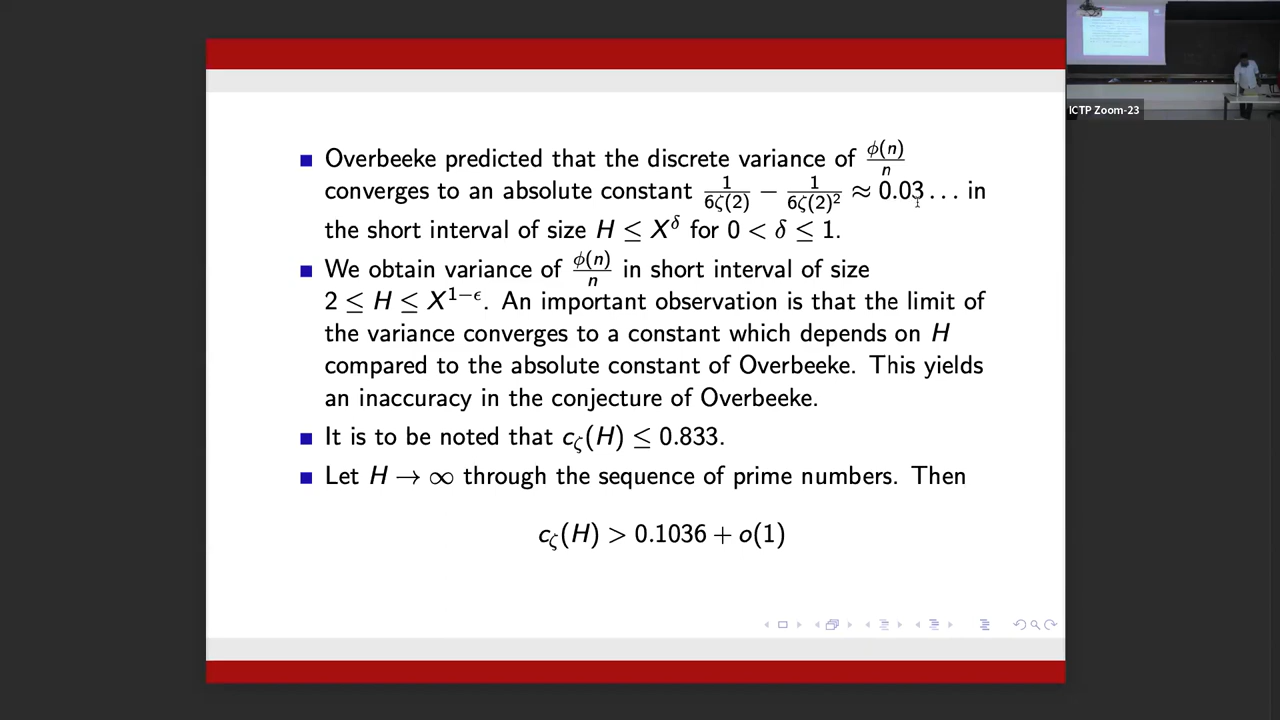 Overbeeke predicted that the discrete variance of ϕ(n)/n
converges to an absolute constant 1/6ζ(2) − 1/6ζ(2)² ≈ 0.03... in
the short interval of size H ≤ X^δ for 0 < δ ≤ 1.
We obtain variance of ϕ(n)/n in short interval of size
2 ≤ H ≤ X^{1−ϵ}. An important observation is that the limit of
the variance converges to a constant which depends on H
compared to the absolute constant of Overbeeke. This yields
an inaccuracy in the conjecture of Overbeeke.
It is to be noted that c_ζ(H) ≤ 0.833.
Let H → ∞ through the sequence of prime numbers. Then
c_ζ(H) > 0.1036 + o(1)
ICTP Zoom-23